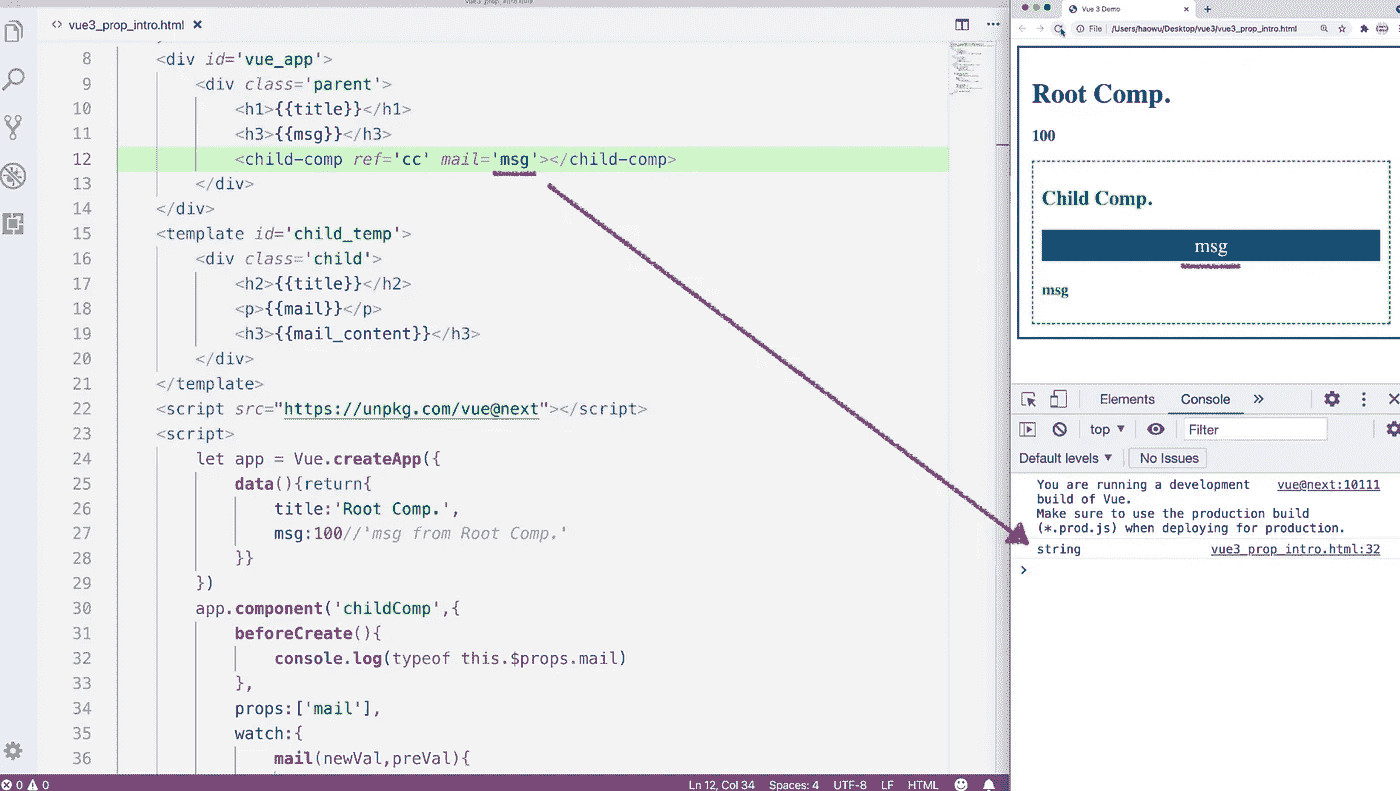 vue3_prop_intro.html
<> vue3_prop_intro.html ×
8 <div id='vue_app'>
9 <div class='parent'>
10 <h1>{{title}}</h1>
11 <h3>{{msg}}</h3>
12 <child-comp ref='cc' mail='msg'></child-comp>
13 </div>
14 </div>
15 <template id='child_temp'>
16 <div class='child'>
17 <h2>{{title}}</h2>
18 <p>{{mail}}</p>
19 <h3>{{mail_content}}</h3>
20 </div>
21 </template>
22 <script src="https://unpkg.com/vue@next"></script>
23 <script>
24 let app = Vue.createApp({
25 data(){return{
26 title:'Root Comp.',
27 msg:100//'msg from Root Comp.'
28 }}
29 })
30 app.component('childComp',{
31 beforeCreate(){
32 console.log(typeof this.$props.mail)
33 },
34 props:['mail'],
35 watch:{
36 mail(newVal,preVal){
0 0
Ln 12, Col 34 Spaces: 4 UTF-8 LF HTML
Vue 3 Demo
File /Users/haowu/Desktop/vue3/vue3_prop_intro.html
Root Comp.
100
Child Comp.
msg
msg
Elements Console »
top ▼ Filter
Default levels ▼ No Issues
You are running a development vue@next:10111
build of Vue.
Make sure to use the production build
(*.prod.js) when deploying for production.
string vue3_prop_intro.html:32
>